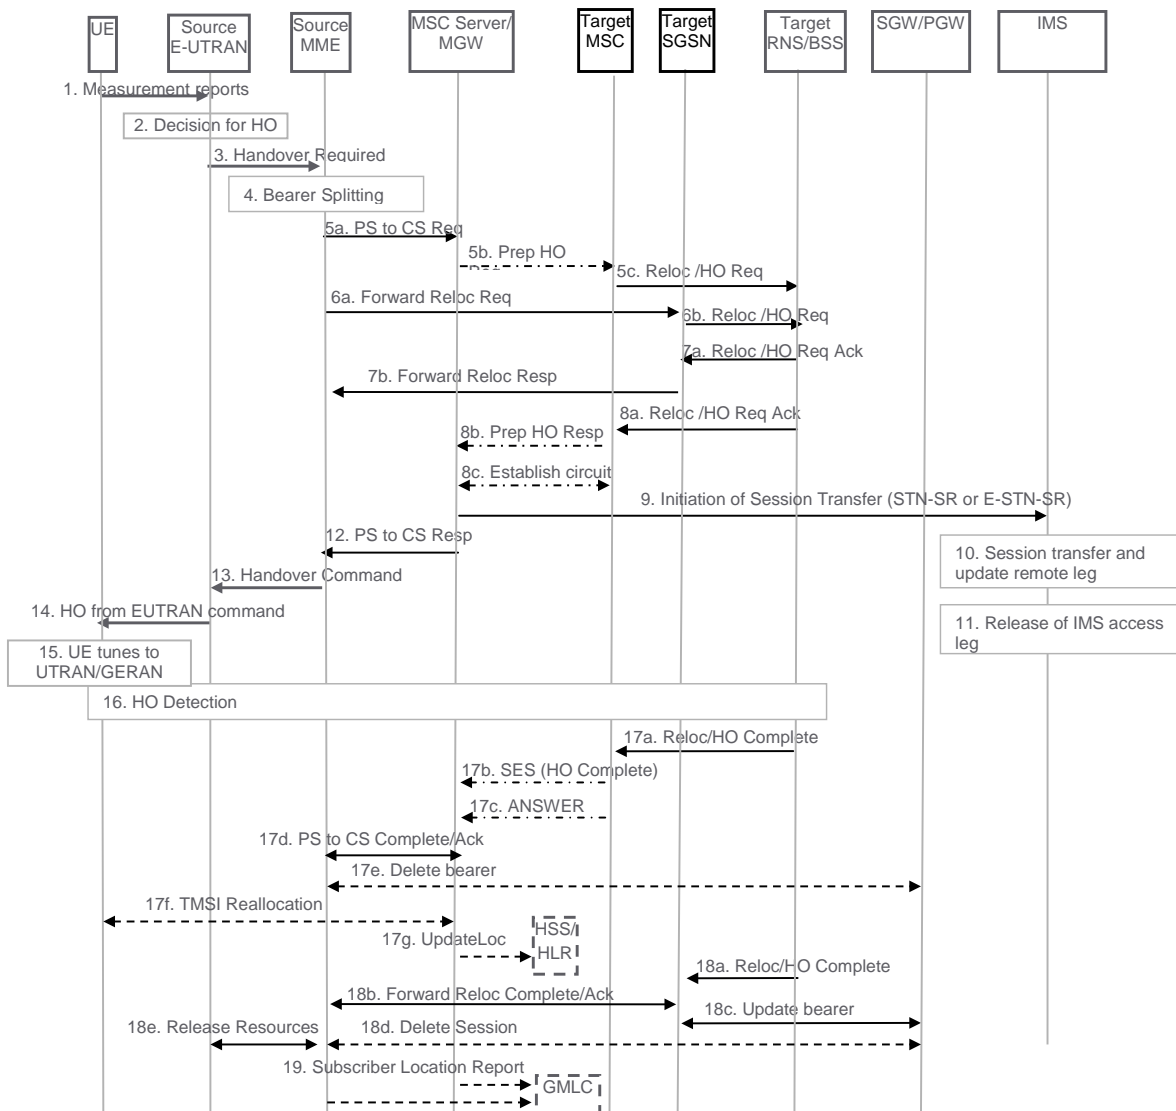 UE
Source
E-UTRAN
Source
MME
MSC Server/
MGW
Target
MSC
Target
SGSN
Target
RNS/BSS
SGW/PGW
IMS
1. Measurement reports
2. Decision for HO
3. Handover Required
4. Bearer Splitting
5a. PS to CS Req
5b. Prep HO
5c. Reloc /HO Req
6a. Forward Reloc Req
6b. Reloc /HO Req
7a. Reloc /HO Req Ack
7b. Forward Reloc Resp
8a. Reloc /HO Req Ack
8b. Prep HO Resp
8c. Establish circuit
9. Initiation of Session Transfer (STN-SR or E-STN-SR)
12. PS to CS Resp
10. Session transfer and
update remote leg
13. Handover Command
14. HO from EUTRAN command
11. Release of IMS access
leg
15. UE tunes to
UTRAN/GERAN
16. HO Detection
17a. Reloc/HO Complete
17b. SES (HO Complete)
17c. ANSWER
17d. PS to CS Complete/Ack
17e. Delete bearer
17f. TMSI Reallocation
17g. UpdateLoc
HSS/
HLR
18a. Reloc/HO Complete
18b. Forward Reloc Complete/Ack
18c. Update bearer
18e. Release Resources
18d. Delete Session
19. Subscriber Location Report
GMLC